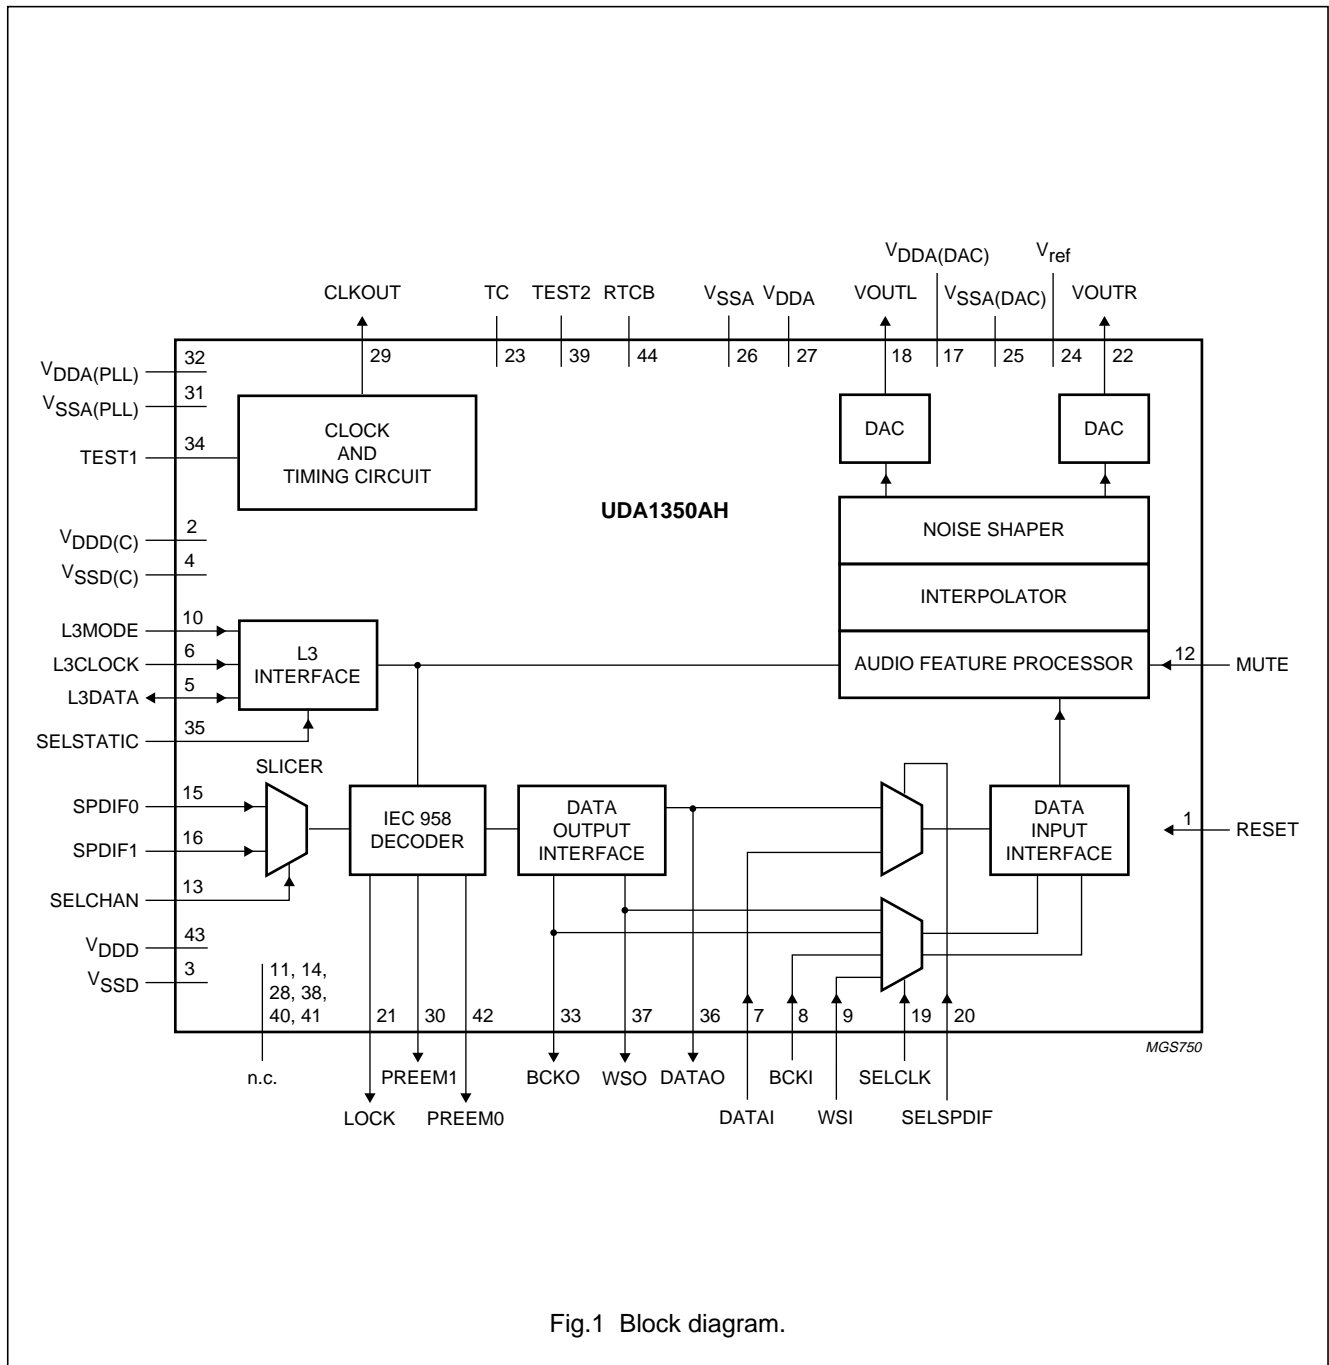 VDDA(DAC)
Vref
CLKOUT
TC
TEST2
RTCB
VSSA
VDDA
VOUTL
VSSA(DAC)
VOUTR
29
23
39
44
26
27
18
17
25
24
22
VDDA(PLL)
32
VSSA(PLL)
31
TEST1
34
CLOCK
AND
TIMING CIRCUIT
DAC
DAC
UDA1350AH
NOISE SHAPER
INTERPOLATOR
AUDIO FEATURE PROCESSOR
12
MUTE
VDDD(C)
2
VSSD(C)
4
L3MODE
10
L3CLOCK
6
L3DATA
5
L3
INTERFACE
SELSTATIC
35
SLICER
SPDIF0
15
SPDIF1
16
SELCHAN
13
IEC 958
DECODER
DATA
OUTPUT
INTERFACE
DATA
INPUT
INTERFACE
1
RESET
VDDD
43
VSSD
3
11, 14,
28, 38,
40, 41
21
30
42
33
37
36
7
8
9
19
20
MGS750
n.c.
PREEM1
BCKO
WSO
DATAO
BCKI
SELCLK
LOCK
PREEM0
DATAI
WSI
SELSPDIF
Fig.1 Block diagram.